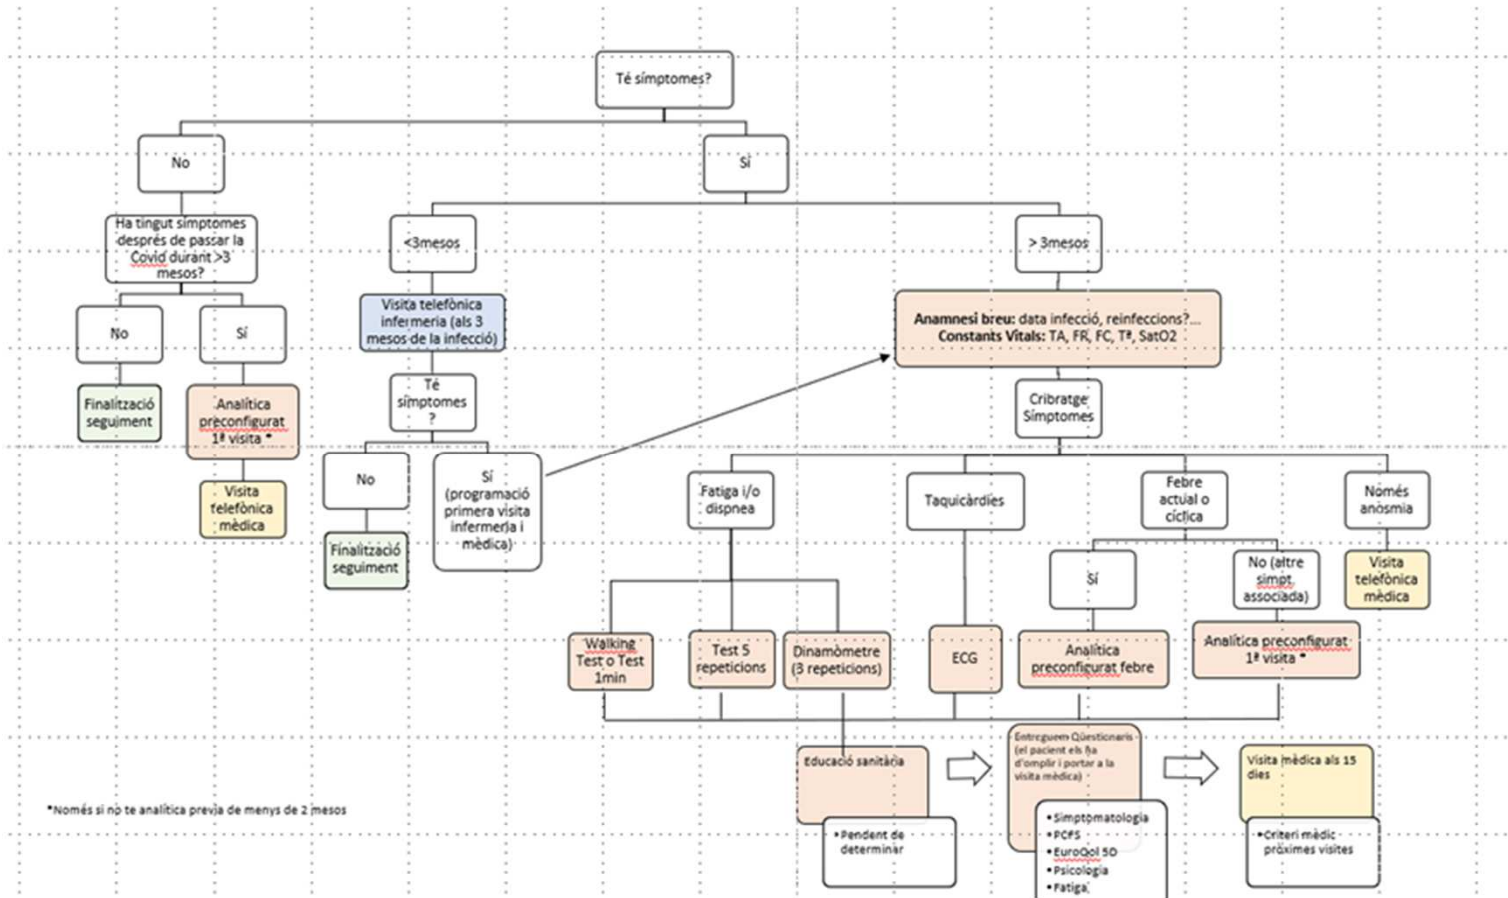 Té símptomes?
No
Sí
Ha tingut símptomes
després de passar la
Covid durant >3
mesos?
<3mesos
> 3mesos
No
Sí
Visita telefònica
infermeria (als 3
mesos de la infecció)
Anamnesi breu: data infecció, reinfeccions?...
Constants Vitals: TA, FR, FC, Tª, SatO2
Finalització
seguiment
Analítica
preconfigurat
1ª visita *
Té
símptomes
?
Cribratge
Símptomes
No
Sí
(programació
primera visita
infermeria i
mèdica)
Visita
telefònica
mèdica
Finalització
seguiment
Fatiga i/o
dispnea
Taquicàrdies
Febre
actual o
cíclica
Només
anòsmia
Sí
No (altre
simpt.
associada)
Visita
telefònica
mèdica
Walking
Test o Test
1min
Test 5
repeticions
Dinamòmetre
(3 repeticions)
ECG
Analítica
preconfigurat febre
Analítica preconfigurat
1ª visita *
Educació sanitària
Entreguem Qüestionaris
(el pacient els ha
d'omplir i portar a la
visita mèdica)
Visita mèdica als 15
dies
*Només si no te analítica previa de menys de 2 mesos
•Pendent de
determinar
•Simptomatologia
•PCFS
•EuroQol 5D
•Psicologia
•Fatiga
•Criteri mèdic
pròximes visites